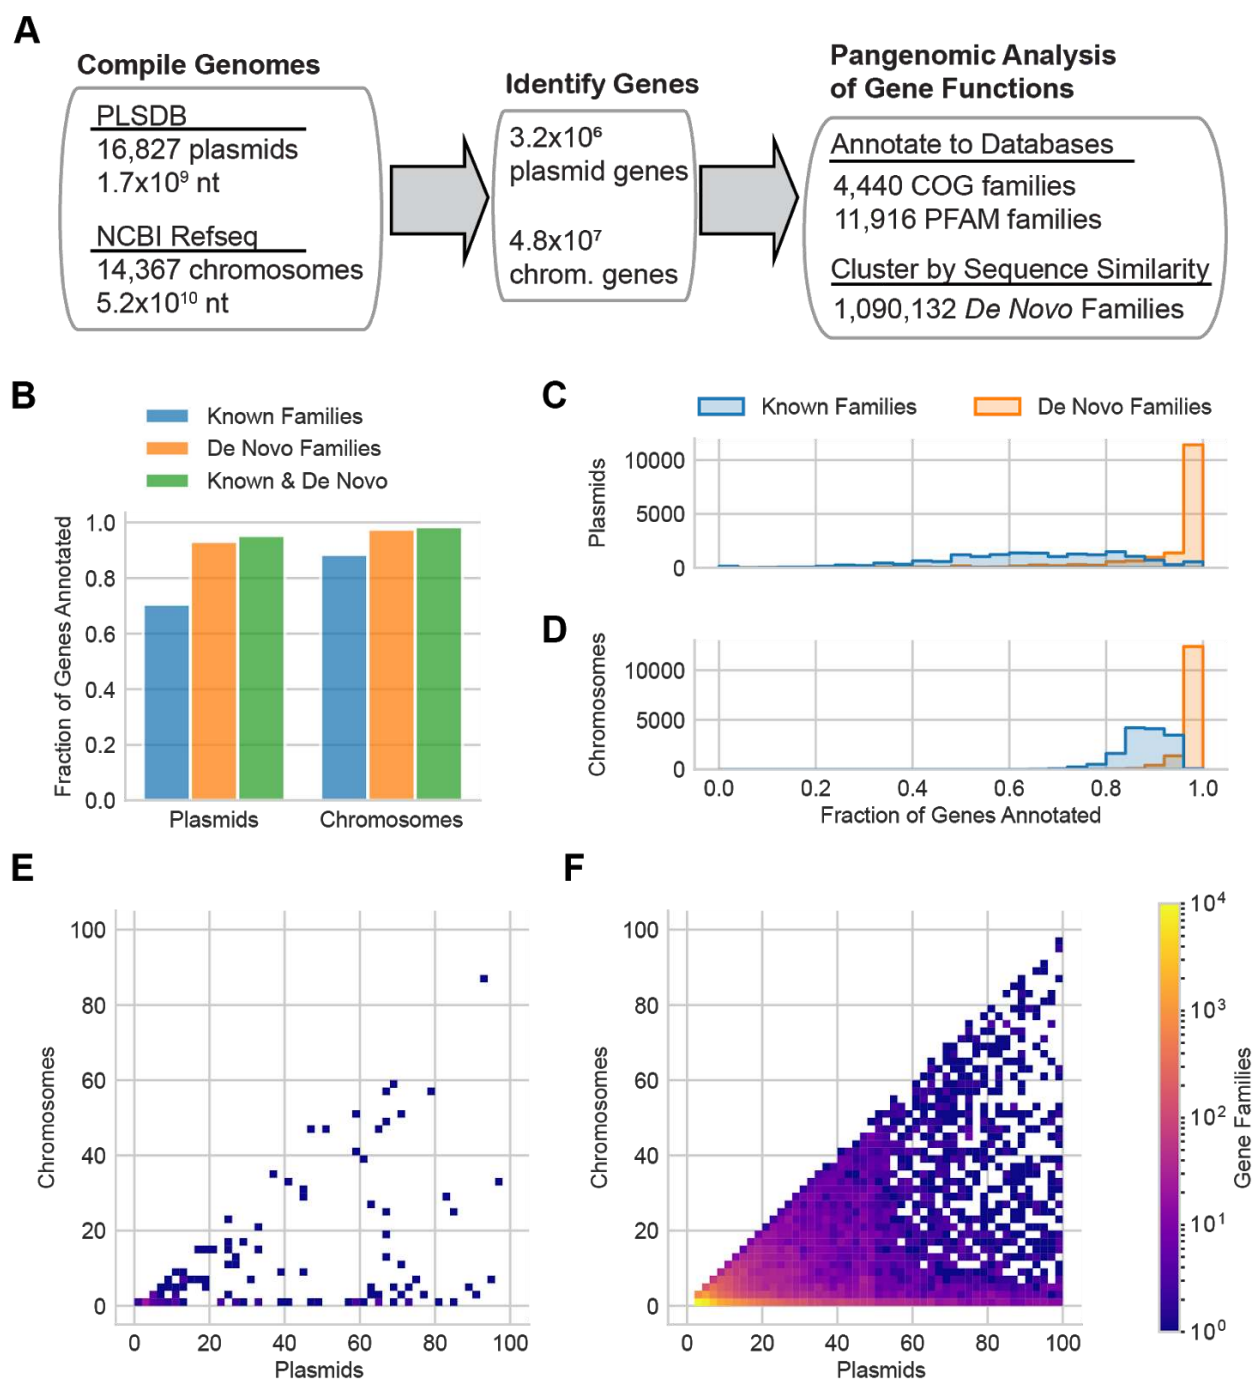 A
Compile Genomes
PLSDB
16,827 plasmids
1.7x10⁹ nt
NCBI Refseq
14,367 chromosomes
5.2x10¹⁰ nt
Identify Genes
3.2x10⁶
plasmid genes
4.8x10⁷
chrom. genes
Pangenomic Analysis
of Gene Functions
Annotate to Databases
4,440 COG families
11,916 PFAM families
Cluster by Sequence Similarity
1,090,132 De Novo Families
B
Known Families
De Novo Families
Known & De Novo
Fraction of Genes Annotated
1.0
0.8
0.6
0.4
0.2
0.0
Plasmids Chromosomes
C
Known Families De Novo Families
Plasmids
10000
5000
0
D
Chromosomes
10000
5000
0
0.0 0.2 0.4 0.6 0.8 1.0
Fraction of Genes Annotated
E
Chromosomes
100
80
60
40
20
0
0 20 40 60 80 100
Plasmids
F
Chromosomes
100
80
60
40
20
0
0 20 40 60 80 100
Plasmids
10⁴
10³
10²
10¹
10⁰
Gene Families